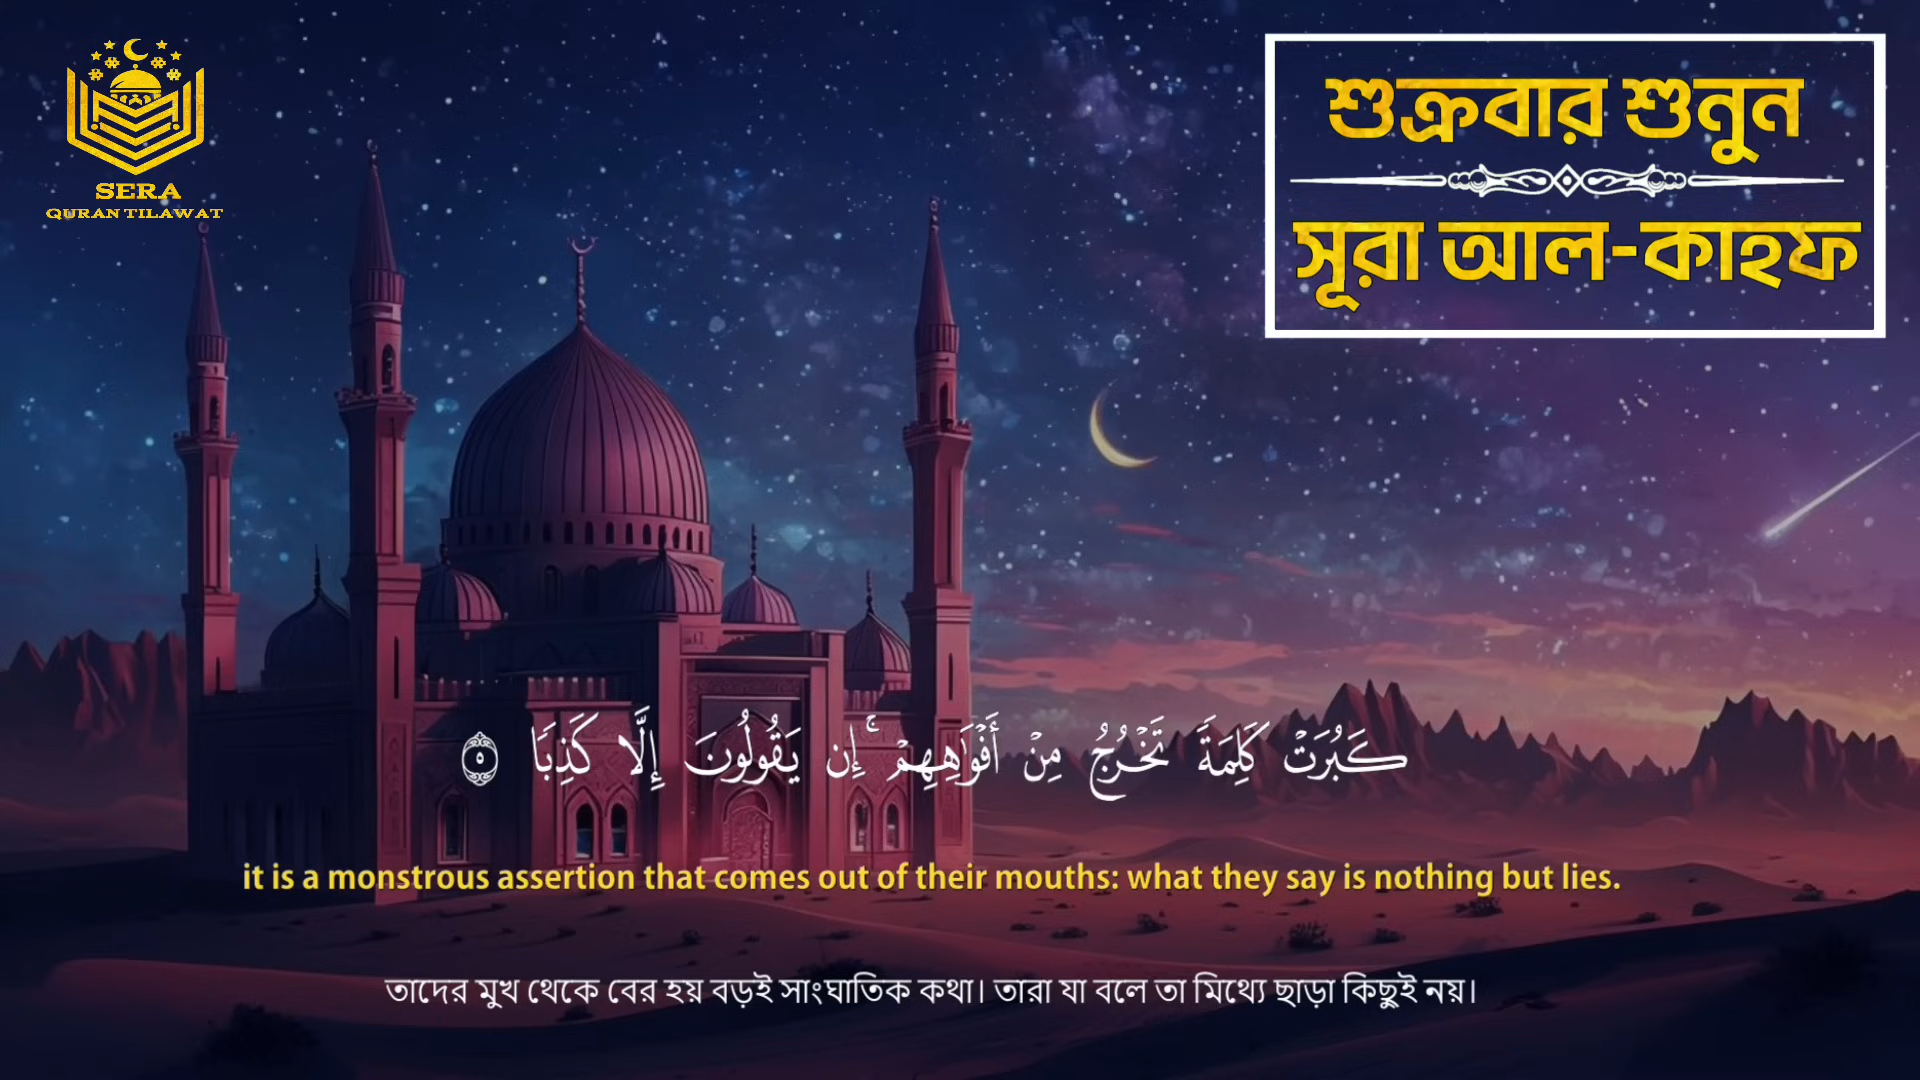 SERA
QURAN TILAWAT
শুক্রবার শুনুন
সূরা আল-কাহফ
كَبُرَتْ كَلِمَةً تَخْرُجُ مِنْ أَفْوَٰهِهِمْ ۚ إِن يَقُولُونَ إِلَّا كَذِبًا ٥
it is a monstrous assertion that comes out of their mouths: what they say is nothing but lies.
তাদের মুখ থেকে বের হয় বড়ই সাংঘাতিক কথা। তারা যা বলে তা মিথ্যে ছাড়া কিছুই নয়।